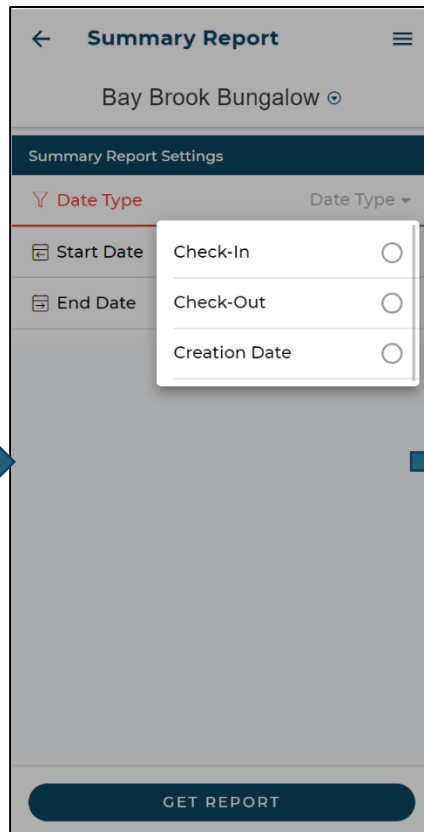 Summary Report
Bay Brook Bungalow
Summary Report Settings
Date Type Date Type
Start Date
Check-In
End Date
Check-Out
Creation Date
GET REPORT